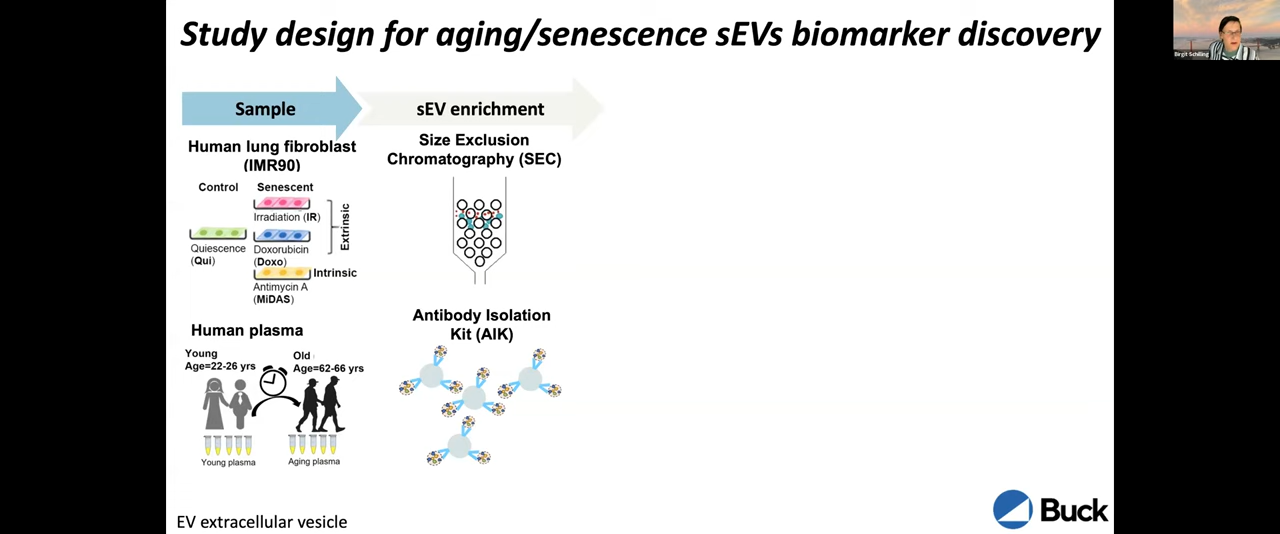 Study design for aging/senescence sEVs biomarker discovery
Birgit Schilling
Sample
sEV enrichment
Human lung fibroblast
(IMR90)
Control
Senescent
Irradiation (IR)
Quiescence
(Qui)
Doxorubicin
(Doxo)
Extrinsic
Intrinsic
Antimycin A
(MiDAS)
Human plasma
Young
Age=22-26 yrs
Old
Age=62-66 yrs
Young plasma
Aging plasma
Size Exclusion
Chromatography (SEC)
Antibody Isolation
Kit (AIK)
EV extracellular vesicle
Buck